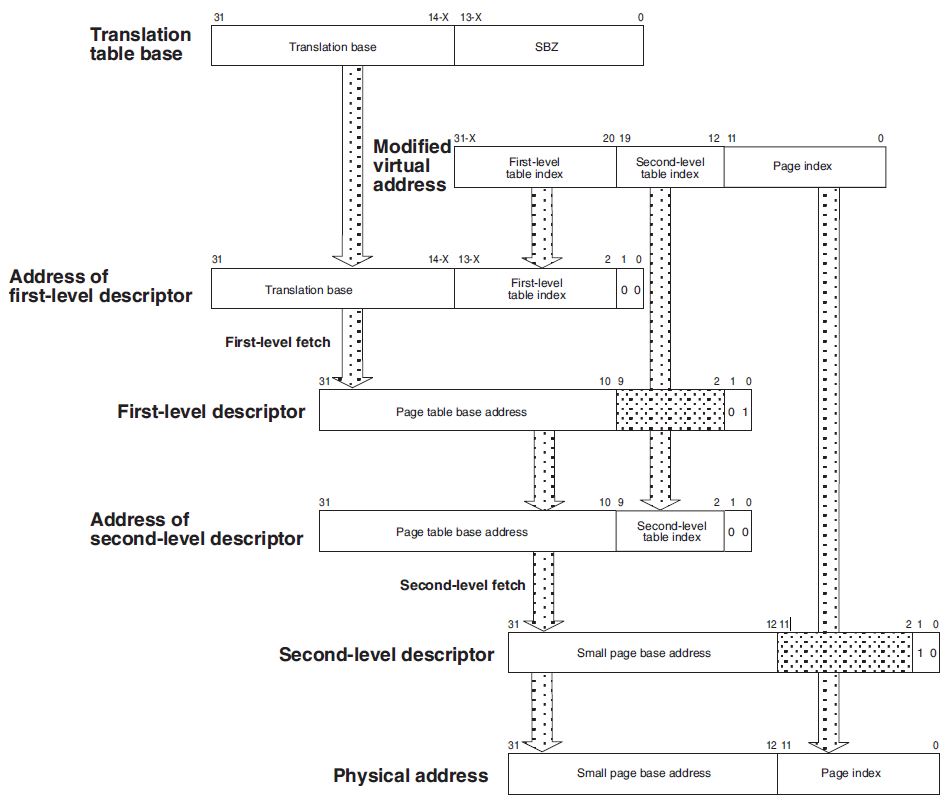 31 14-X 13-X 0
Translation
table base
Translation base SBZ
31-X 20 19 12 11 0
Modified
virtual
address
First-level
table index
Second-level
table index
Page index
31 14-X 13-X 2 1 0
Address of
first-level descriptor
Translation base
First-level
table index
0 0
First-level fetch
31 10 9 2 1 0
First-level descriptor
Page table base address
0 1
31 10 9 2 1 0
Address of
second-level descriptor
Page table base address
Second-level
table index
0 0
Second-level fetch
31 12 11 2 1 0
Second-level descriptor
Small page base address
1 0
31 12 11 0
Physical address
Small page base address
Page index